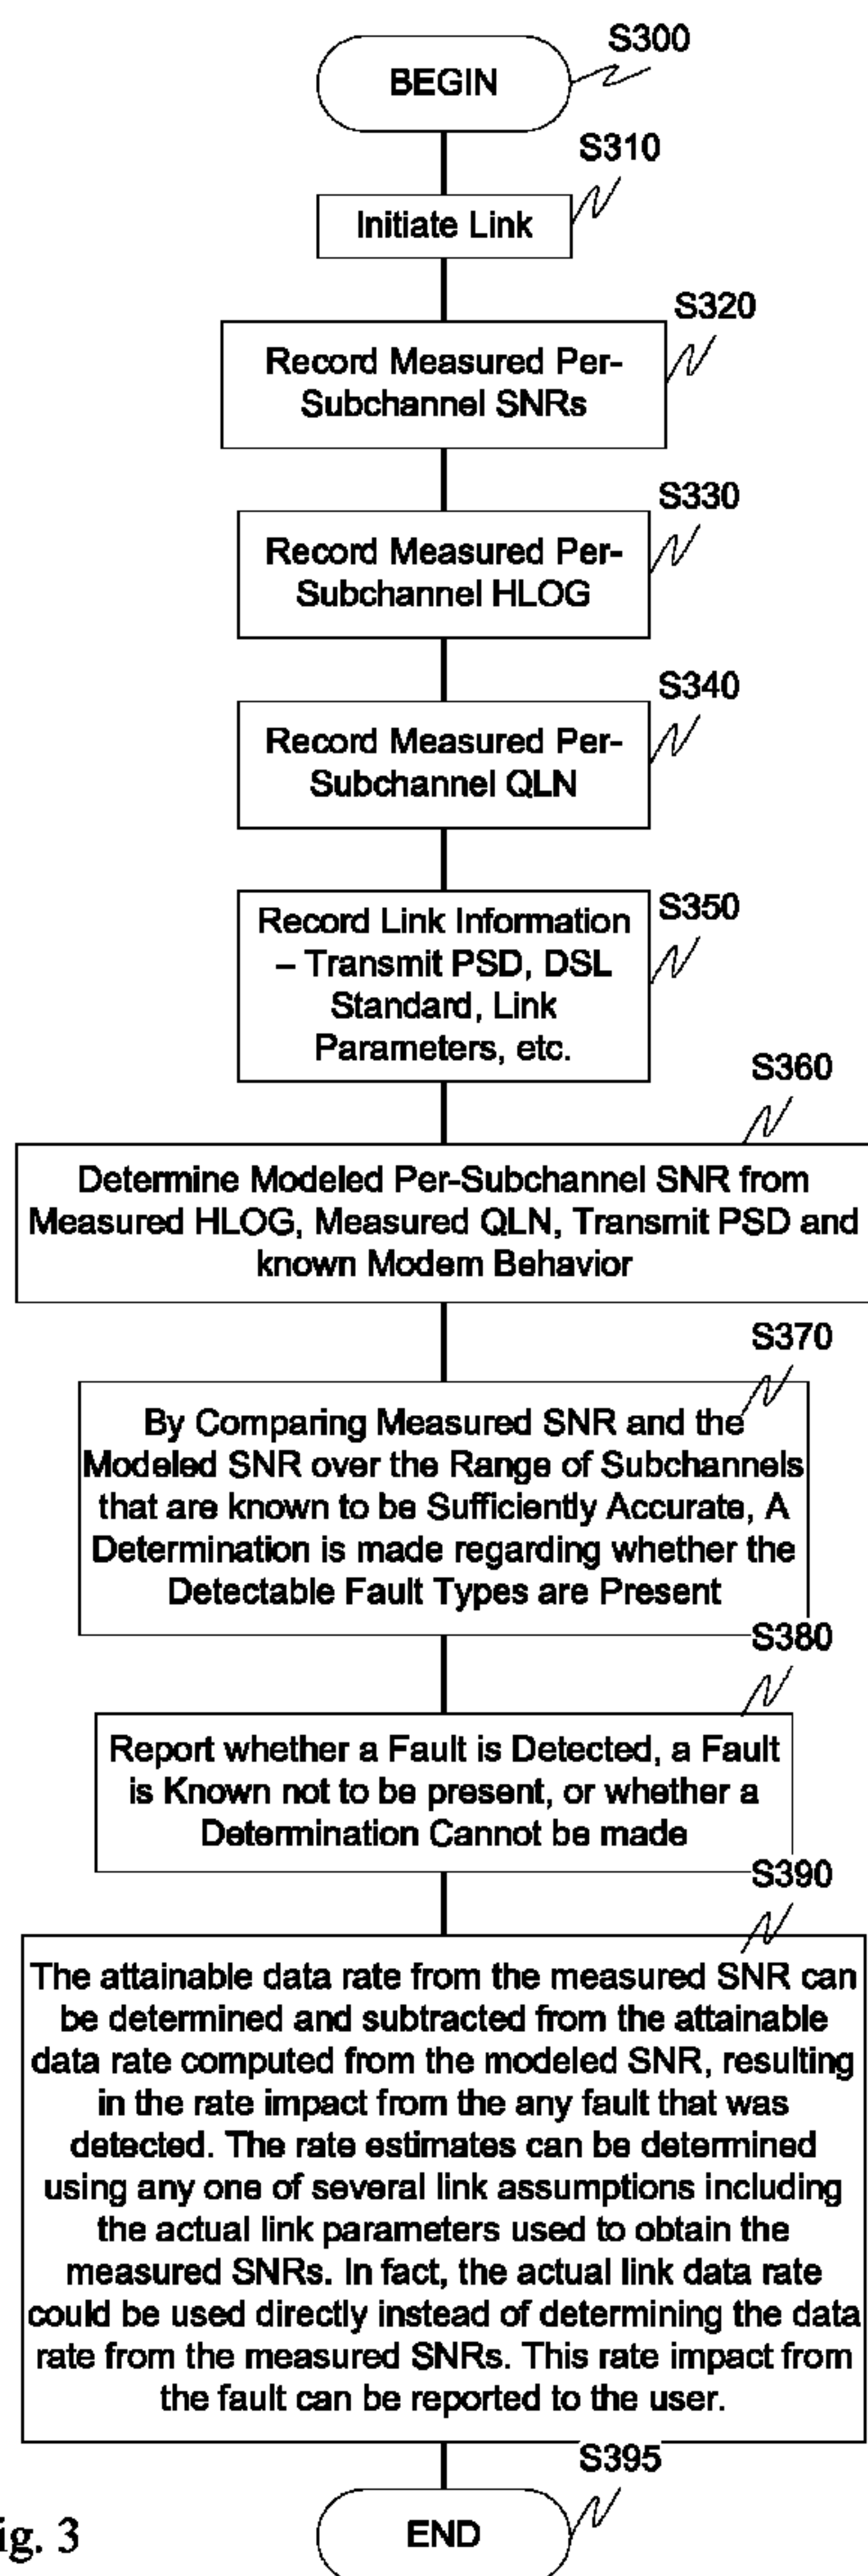 S300
BEGIN
S310
Initiate Link
S320
Record Measured Per-
Subchannel SNRs
S330
Record Measured Per-
Subchannel HLOG
S340
Record Measured Per-
Subchannel QLN
S350
Record Link Information
– Transmit PSD, DSL
Standard, Link
Parameters, etc.
S360
Determine Modeled Per-Subchannel SNR from
Measured HLOG, Measured QLN, Transmit PSD and
known Modem Behavior
S370
By Comparing Measured SNR and the
Modeled SNR over the Range of Subchannels
that are known to be Sufficiently Accurate, A
Determination is made regarding whether the
Detectable Fault Types are Present
S380
Report whether a Fault is Detected, a Fault
is Known not to be present, or whether a
Determination Cannot be made
S390
The attainable data rate from the measured SNR can
be determined and subtracted from the attainable
data rate computed from the modeled SNR, resulting
in the rate impact from the any fault that was
detected. The rate estimates can be determined
using any one of several link assumptions including
the actual link parameters used to obtain the
measured SNRs. In fact, the actual link data rate
could be used directly instead of determining the data
rate from the measured SNRs. This rate impact from
the fault can be reported to the user.
S395
END
ig. 3